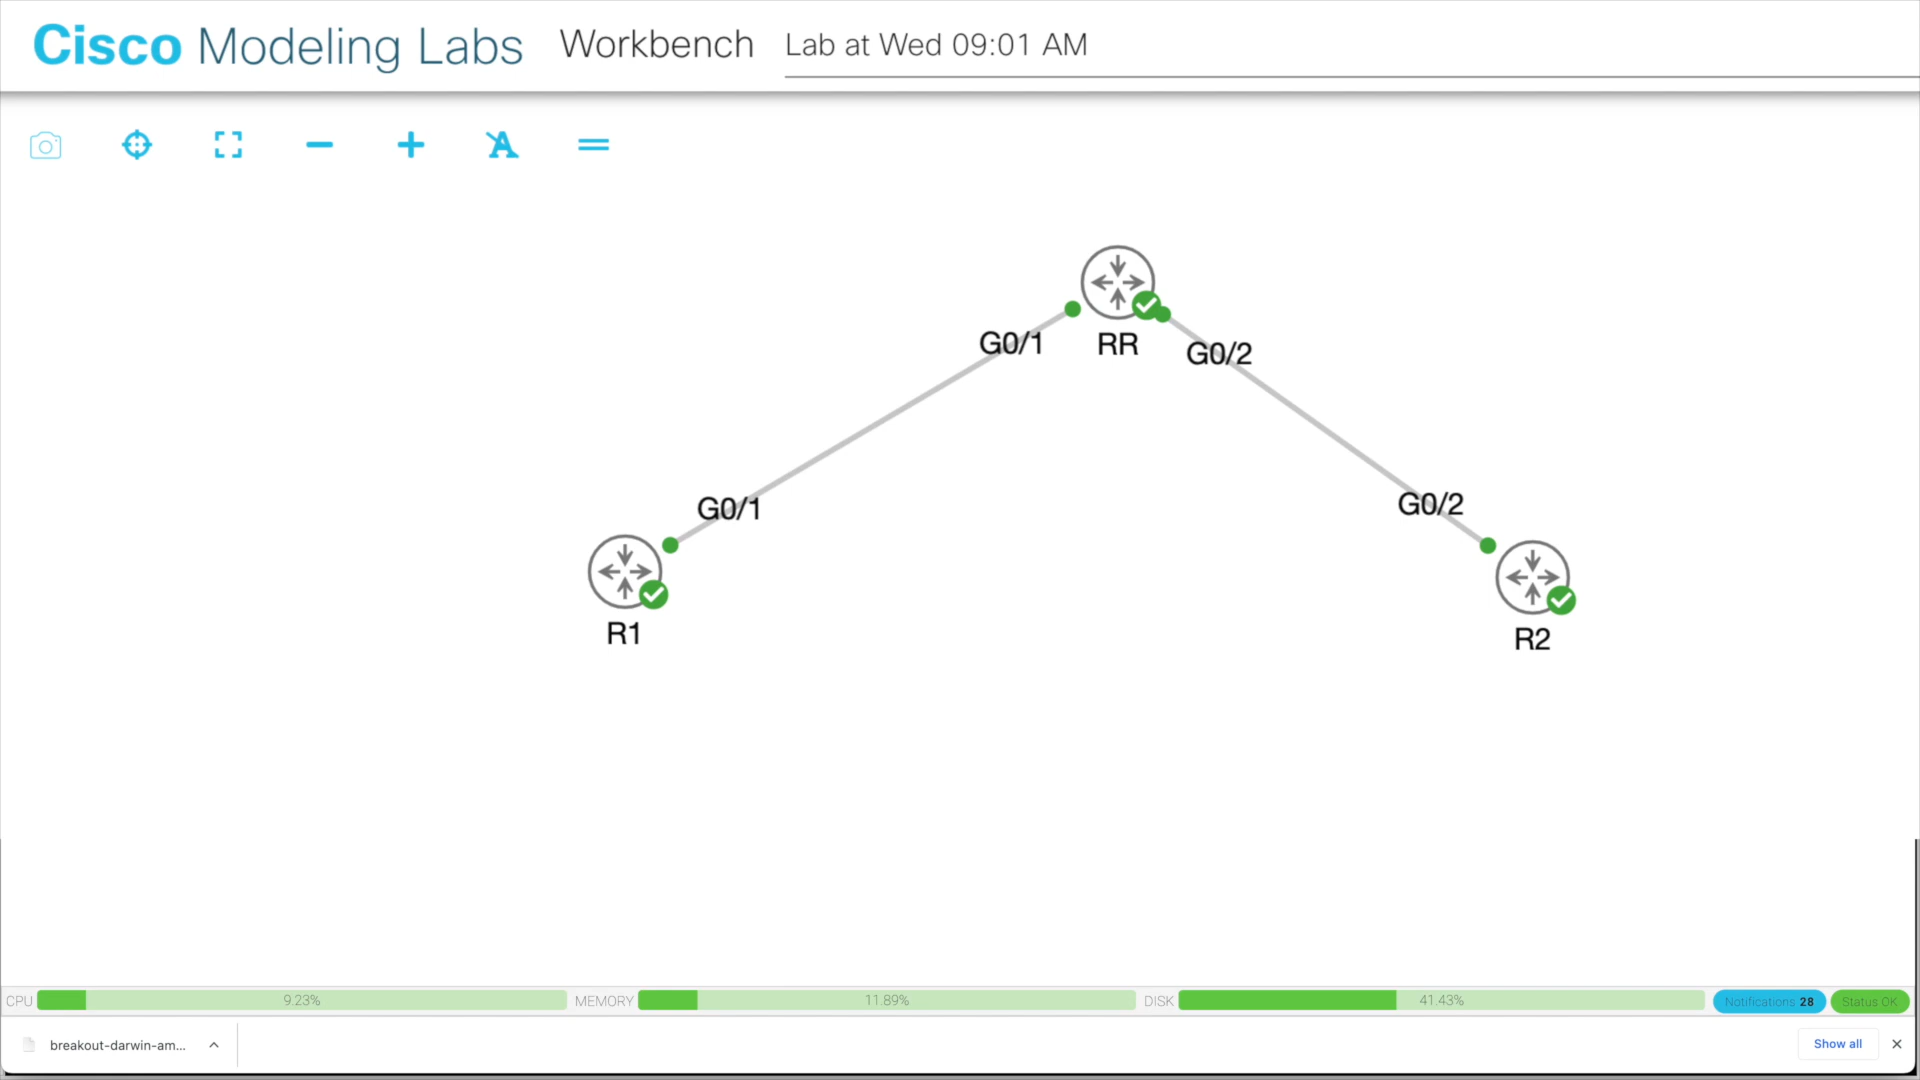 Cisco Modeling Labs Workbench Lab at Wed 09:01 AM
G0/1 RR G0/2
G0/1 G0/2
R1 R2
CPU 9.23% MEMORY 11.89% DISK 41.43% Notifications 28 Status OK
breakout-darwin-am... Show all